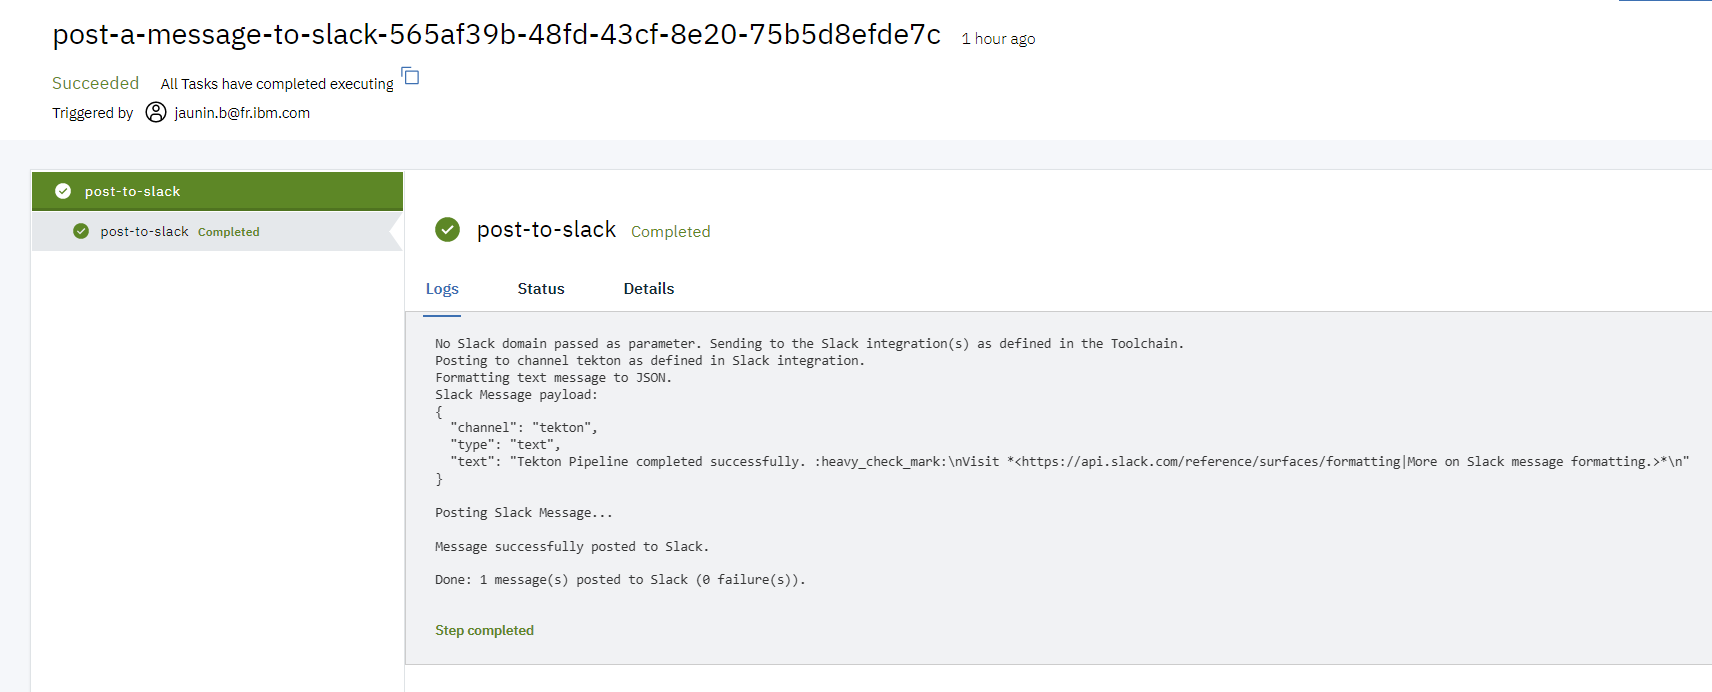 post-a-message-to-slack-565af39b-48fd-43cf-8e20-75b5d8efde7c 1 hour ago
Succeeded All Tasks have completed executing
Triggered by jaunin.b@fr.ibm.com
post-to-slack
post-to-slack Completed
post-to-slack Completed
Logs Status Details
No Slack domain passed as parameter. Sending to the Slack integration(s) as defined in the Toolchain.
Posting to channel tekton as defined in Slack integration.
Formatting text message to JSON.
Slack Message payload:
{
  "channel": "tekton",
  "type": "text",
  "text": "Tekton Pipeline completed successfully. :heavy_check_mark:\nVisit *<https://api.slack.com/reference/surfaces/formatting|More on Slack message formatting.>*\n"
}
Posting Slack Message...
Message successfully posted to Slack.
Done: 1 message(s) posted to Slack (0 failure(s)).
Step completed